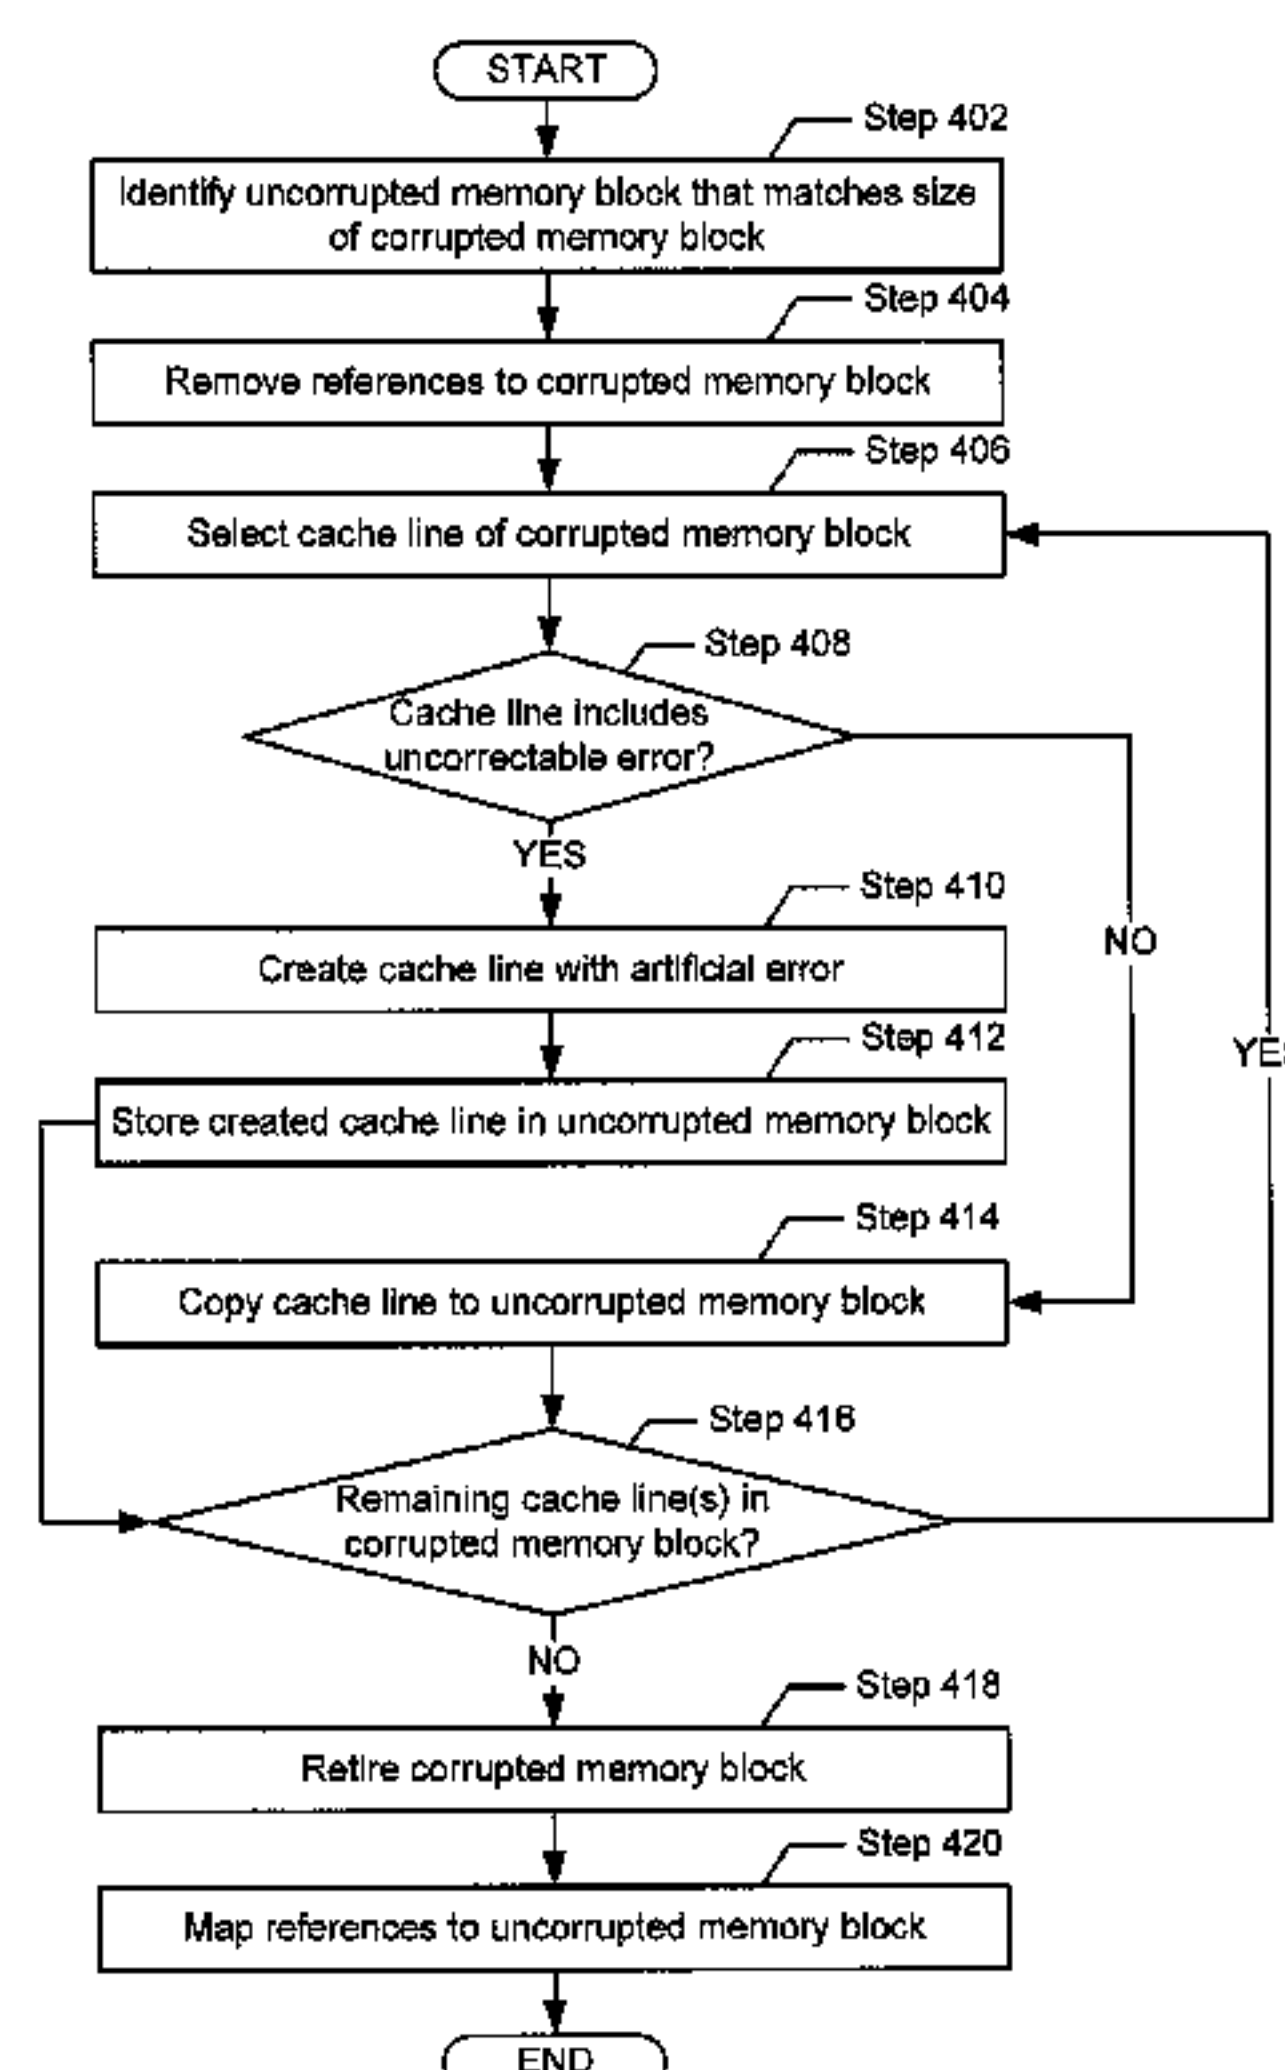 START
Step 402
Identify uncorrupted memory block that matches size
of corrupted memory block
Step 404
Remove references to corrupted memory block
Step 406
Select cache line of corrupted memory block
Step 408
Cache line includes
uncorrectable error?
YES
Step 410
Create cache line with artificial error
NO
Step 412
YES
Store created cache line in uncorrupted memory block
Step 414
Copy cache line to uncorrupted memory block
Step 416
Remaining cache line(s) in
corrupted memory block?
NO
Step 418
Retire corrupted memory block
Step 420
Map references to uncorrupted memory block
END